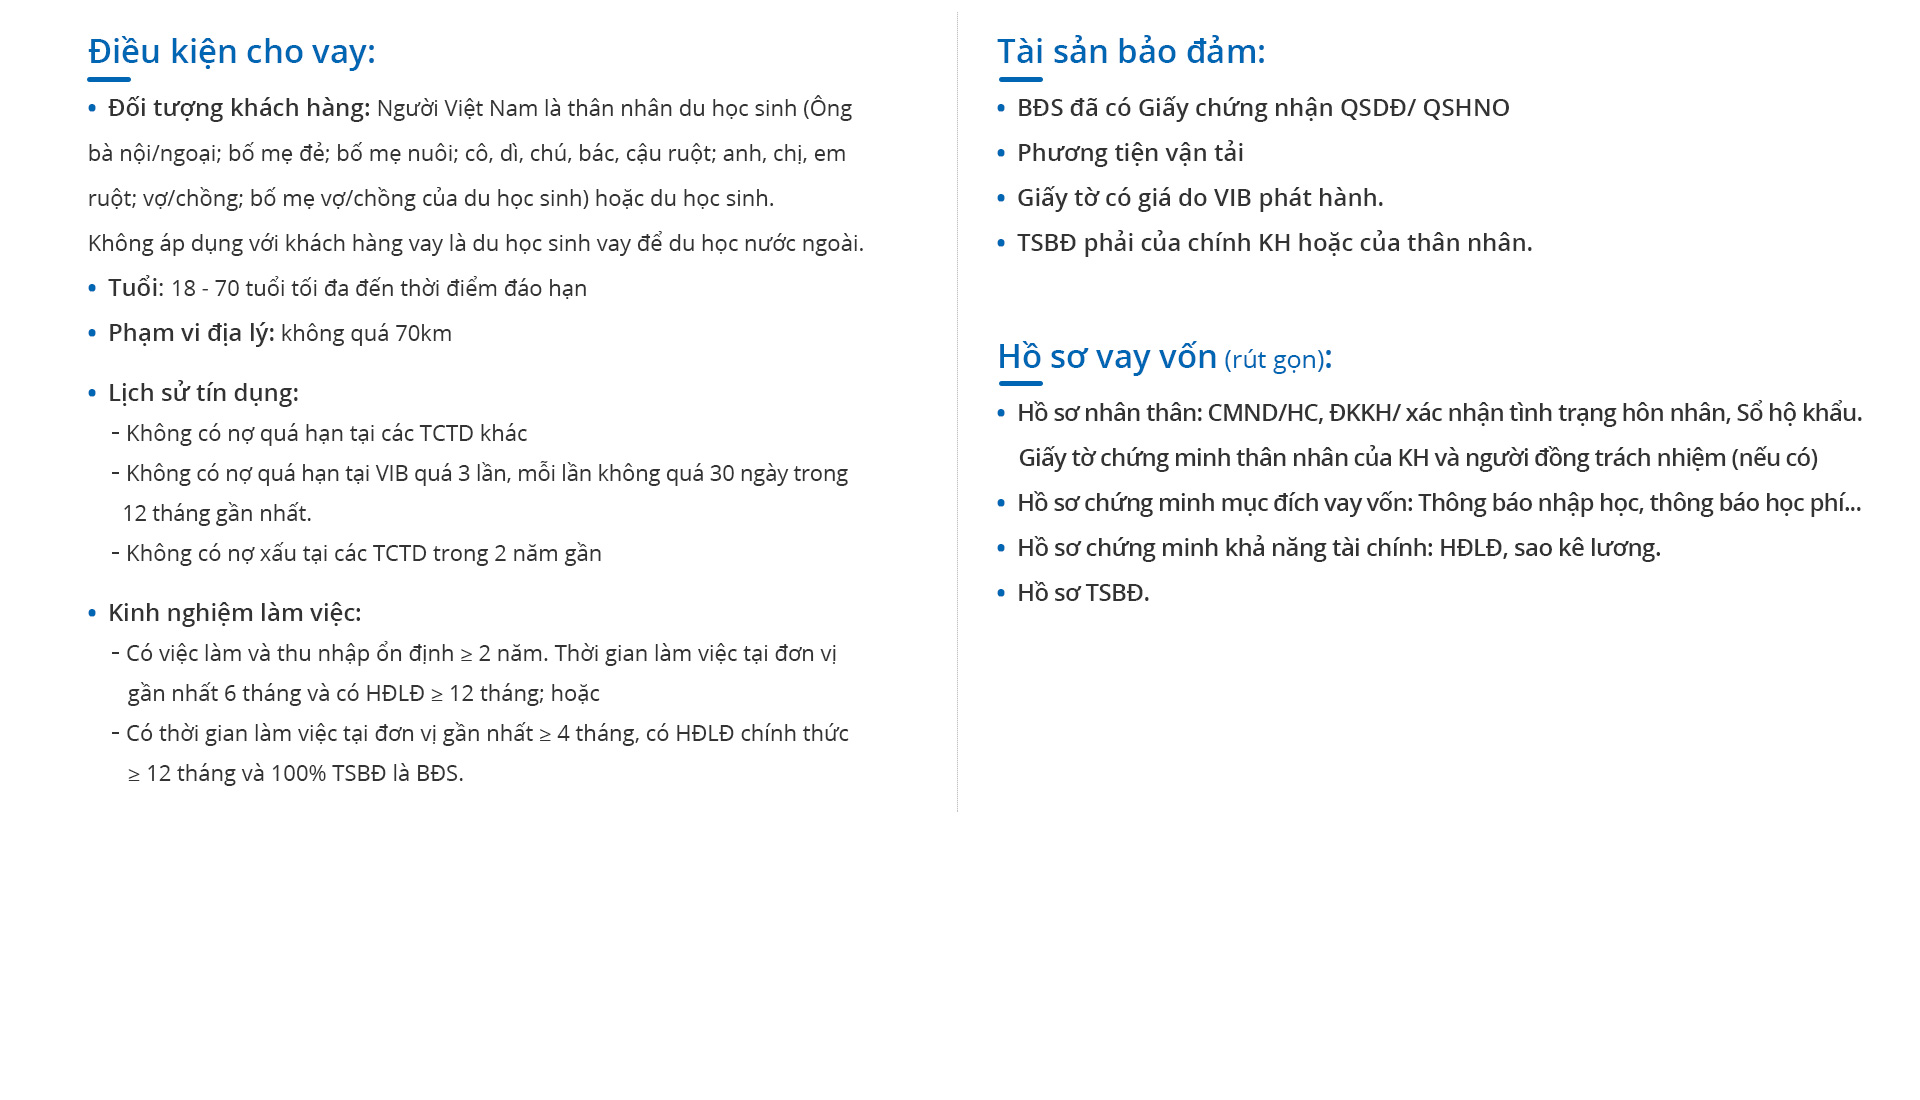 Điều kiện cho vay:
• Đối tượng khách hàng: Người Việt Nam là thân nhân du học sinh (Ông
bà nội/ngoại; bố mẹ đẻ; bố mẹ nuôi; cô, dì, chú, bác, cậu ruột; anh, chị, em
ruột; vợ/chồng; bố mẹ vợ/chồng của du học sinh) hoặc du học sinh.
Không áp dụng với khách hàng vay là du học sinh vay để du học nước ngoài.
• Tuổi: 18 - 70 tuổi tối đa đến thời điểm đáo hạn
• Phạm vi địa lý: không quá 70km
• Lịch sử tín dụng:
- Không có nợ quá hạn tại các TCTD khác
- Không có nợ quá hạn tại VIB quá 3 lần, mỗi lần không quá 30 ngày trong
12 tháng gần nhất.
- Không có nợ xấu tại các TCTD trong 2 năm gần
• Kinh nghiệm làm việc:
- Có việc làm và thu nhập ổn định ≥ 2 năm. Thời gian làm việc tại đơn vị
gần nhất 6 tháng và có HĐLĐ ≥ 12 tháng; hoặc
- Có thời gian làm việc tại đơn vị gần nhất ≥ 4 tháng, có HĐLĐ chính thức
≥ 12 tháng và 100% TSBĐ là BĐS.
Tài sản bảo đảm:
• BĐS đã có Giấy chứng nhận QSDĐ/ QSHNO
• Phương tiện vận tải
• Giấy tờ có giá do VIB phát hành.
• TSBĐ phải của chính KH hoặc của thân nhân.
Hồ sơ vay vốn (rút gọn):
• Hồ sơ nhân thân: CMND/HC, ĐKKH/ xác nhận tình trạng hôn nhân, Sổ hộ khẩu.
Giấy tờ chứng minh thân nhân của KH và người đồng trách nhiệm (nếu có)
• Hồ sơ chứng minh mục đích vay vốn: Thông báo nhập học, thông báo học phí...
• Hồ sơ chứng minh khả năng tài chính: HĐLĐ, sao kê lương.
• Hồ sơ TSBĐ.